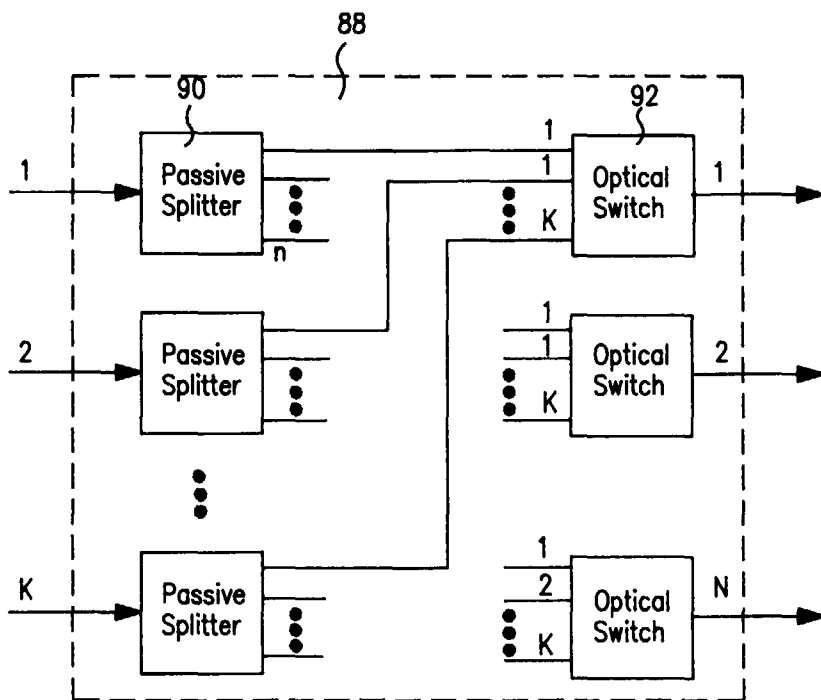 88
90
92
1
Passive
Splitter
n
1
1
K
Optical
Switch
1
2
Passive
Splitter
1
1
K
Optical
Switch
2
K
Passive
Splitter
1
2
K
Optical
Switch
N